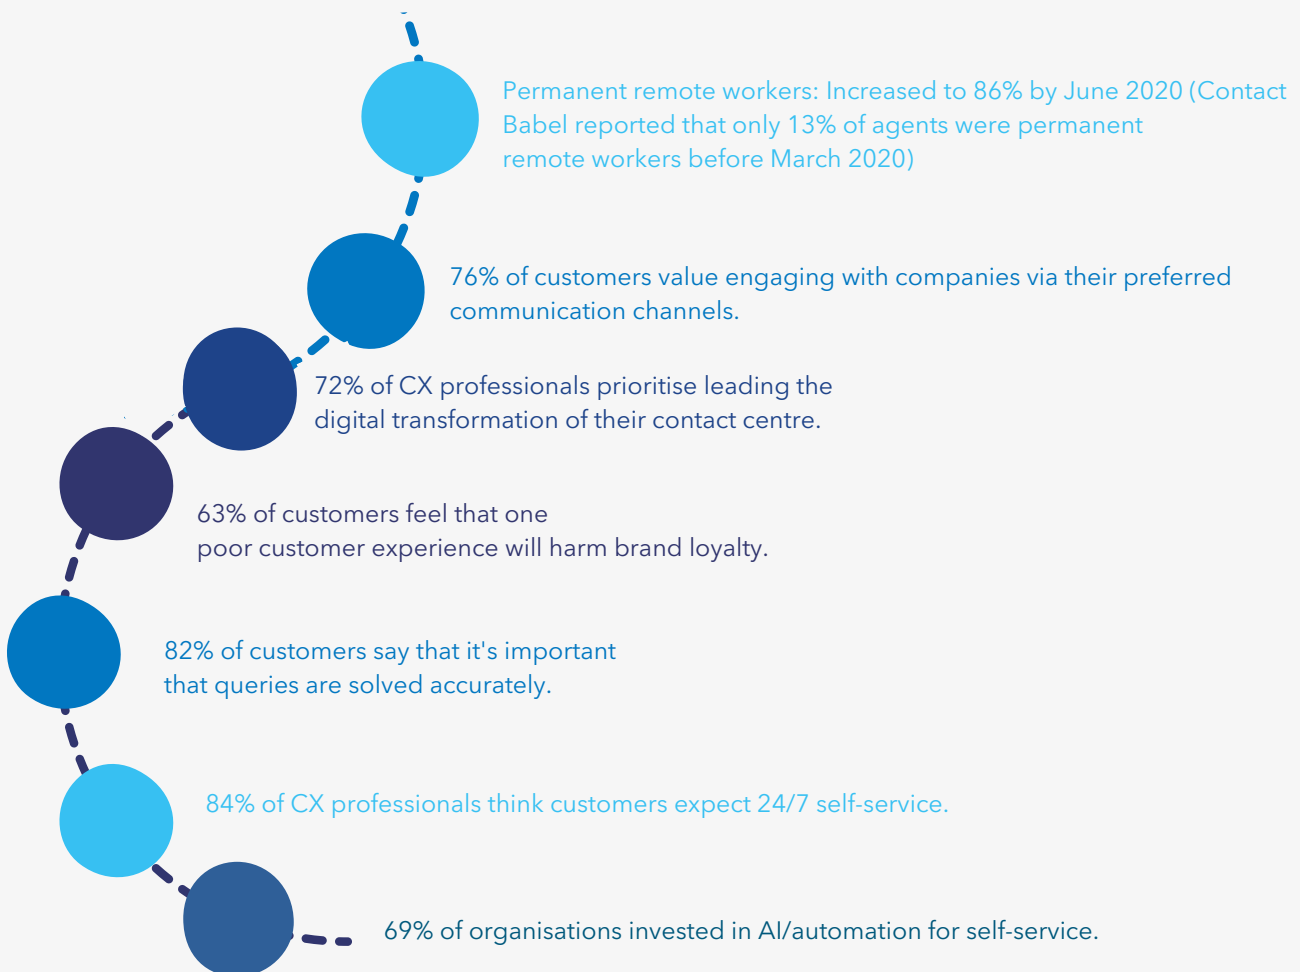 Permanent remote workers: Increased to 86% by June 2020 (Contact
Babel reported that only 13% of agents were permanent
remote workers before March 2020)
76% of customers value engaging with companies via their preferred
communication channels.
72% of CX professionals prioritise leading the
digital transformation of their contact centre.
63% of customers feel that one
poor customer experience will harm brand loyalty.
82% of customers say that it's important
that queries are solved accurately.
84% of CX professionals think customers expect 24/7 self-service.
69% of organisations invested in AI/automation for self-service.